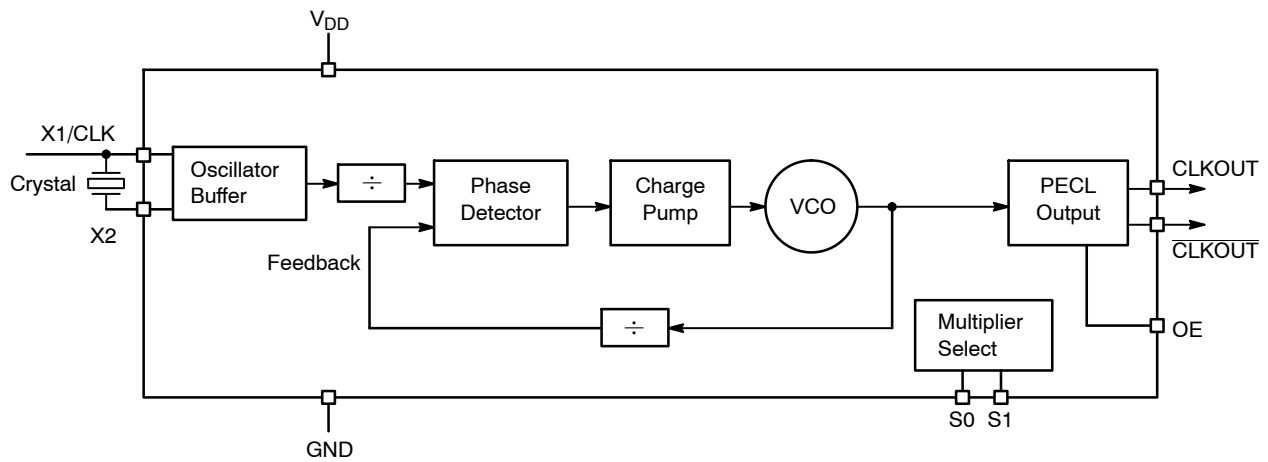 VDD
X1/CLK
Crystal
X2
Oscillator
Buffer
÷
Phase
Detector
Charge
Pump
VCO
PECL
Output
CLKOUT
CLKOUT
Feedback
÷
Multiplier
Select
OE
S0 S1
GND